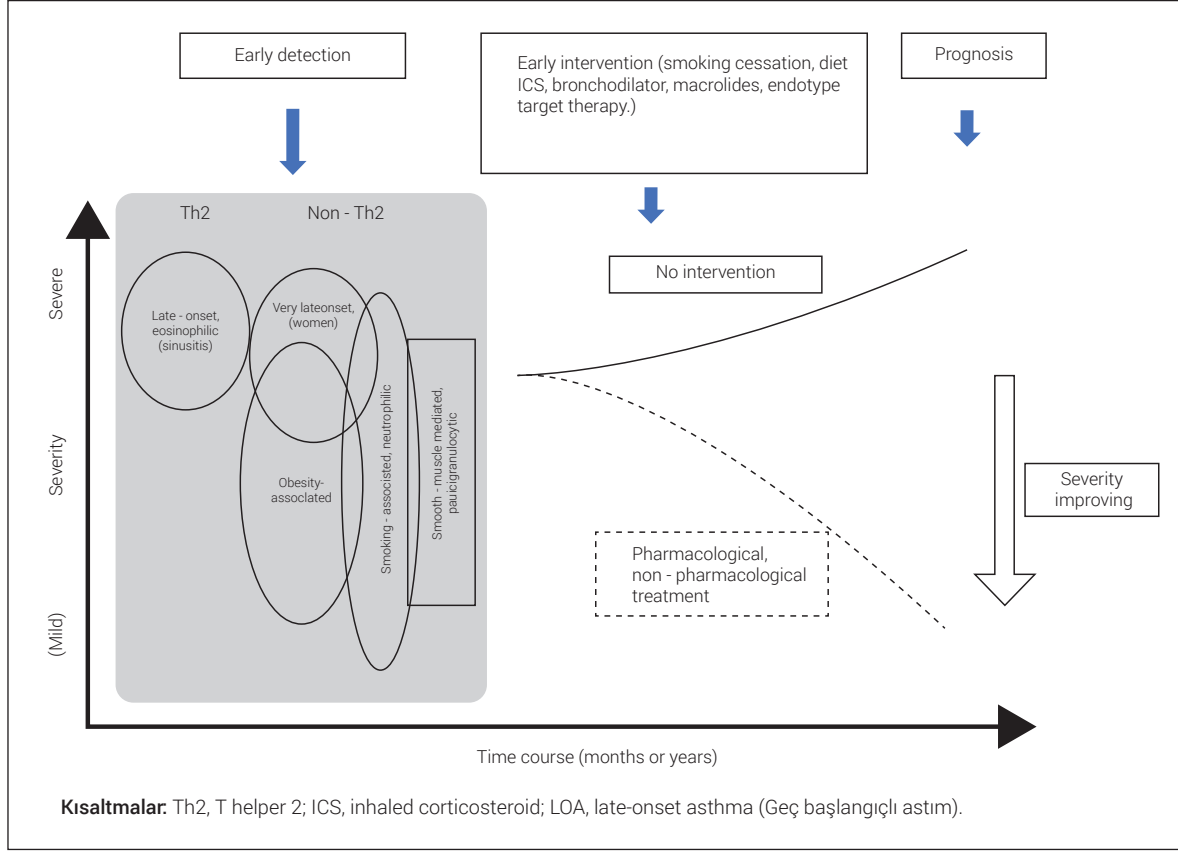 Early detection
Early intervention (smoking cessation, diet
ICS, bronchodilator, macrolides, endotype
target therapy.)
Prognosis
Th2
Non - Th2
Severe
Severity
(Mild)
Late - onset,
eosinophilic
(sinusitis)
Very lateonset,
(women)
Obesity-
assoclated
Smoking - associsted, neutrophilic
Smooth - muscle mediated,
pauicigranulocytic
No intervention
Pharmacological,
non - pharmacological
treatment
Severity
improving
Time course (months or years)
Kısaltmalar: Th2, T helper 2; ICS, inhaled corticosteroid; LOA, late-onset asthma (Geç başlangıçlı astım).